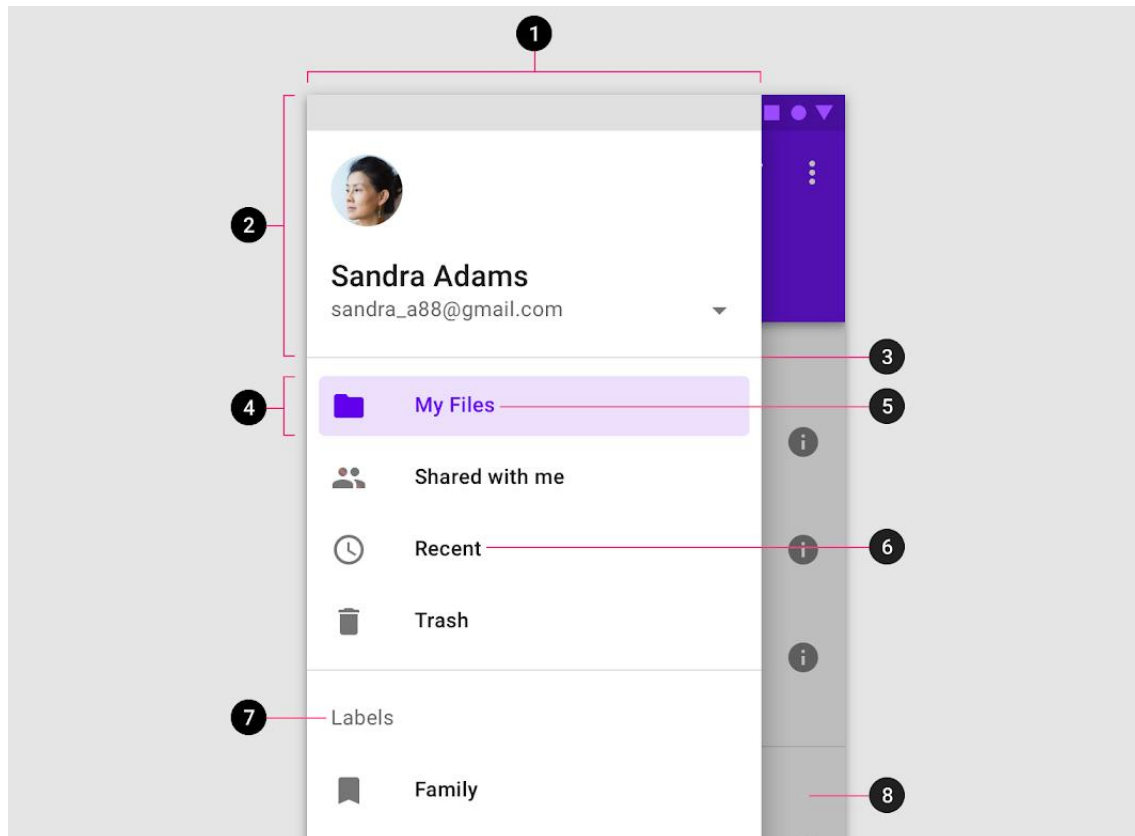 1
2
Sandra Adams
sandra_a88@gmail.com
3
4
My Files
5
Shared with me
Recent
6
Trash
7
Labels
Family
8